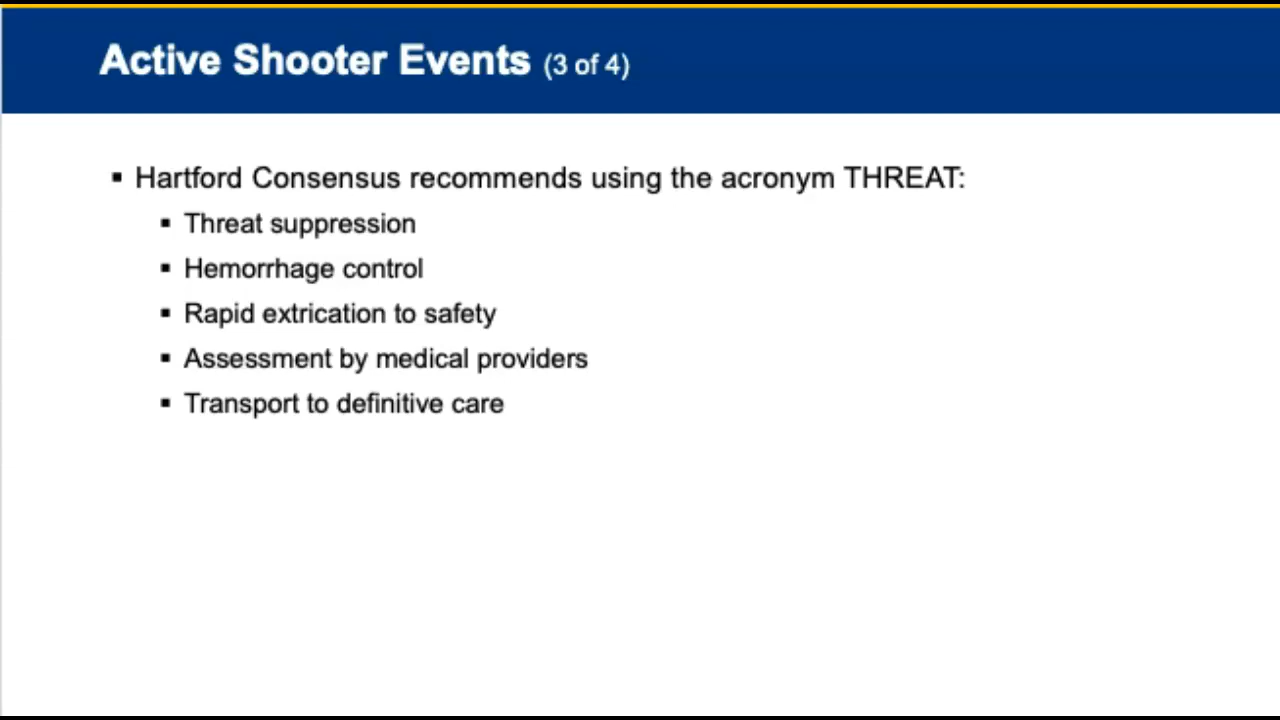 Active Shooter Events (3 of 4)
▪ Hartford Consensus recommends using the acronym THREAT:
▪ Threat suppression
▪ Hemorrhage control
▪ Rapid extrication to safety
▪ Assessment by medical providers
▪ Transport to definitive care